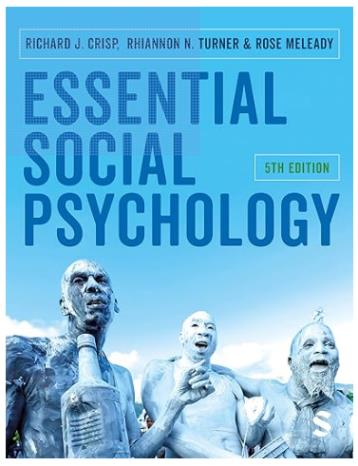 RICHARD J. CRISP, RHIANNON N. TURNER & ROSE MELEADY
ESSENTIAL
SOCIAL
5TH EDITION
PSYCHOLOGY
S